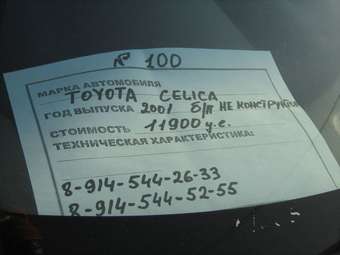 № 100
МАРКА АВТОМОБИЛЯ
TOYOTA CELICA
ГОД ВЫПУСКА 2001 б/п НЕ КОНСТРУКТОР
СТОИМОСТЬ 11900 у.е.
ТЕХНИЧЕСКАЯ ХАРАКТЕРИСТИКА:
8-914-544-26-33
8-914-544-52-55